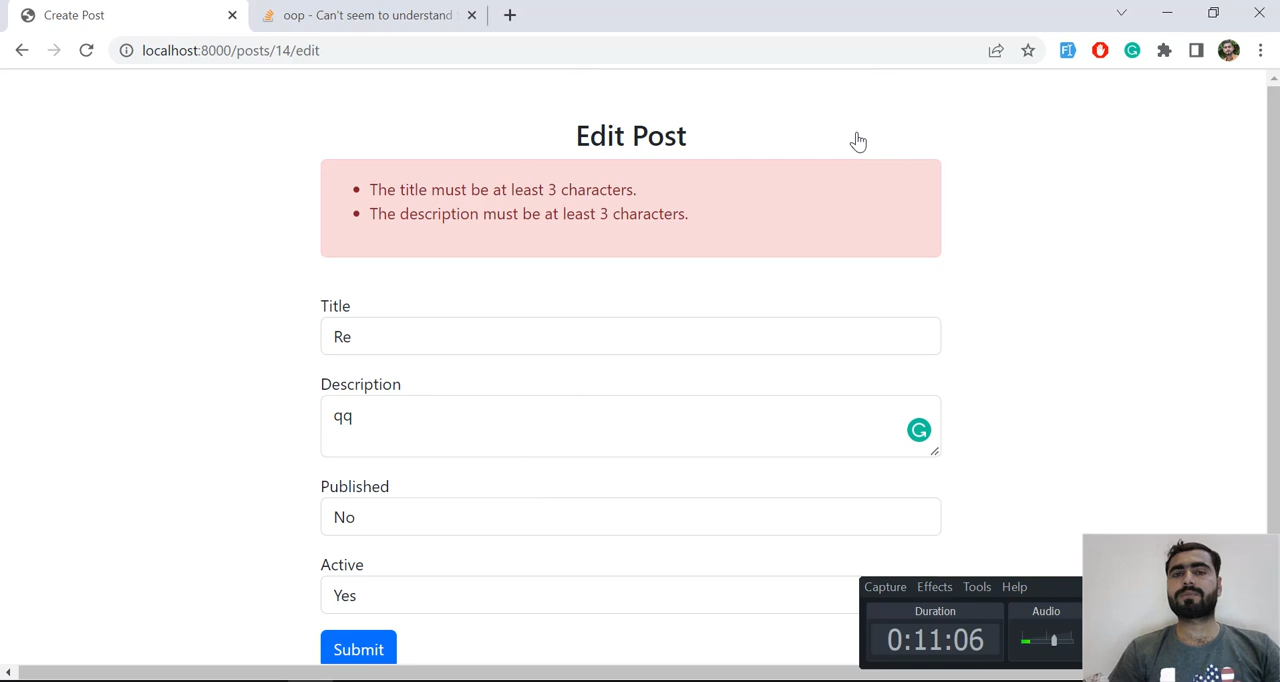 Create Post
oop - Can't seem to understand
localhost:8000/posts/14/edit
Edit Post
The title must be at least 3 characters.
The description must be at least 3 characters.
Title
Re
Description
qq
Published
No
Active
Yes
Submit
Capture Effects Tools Help
Duration Audio
0:11:06